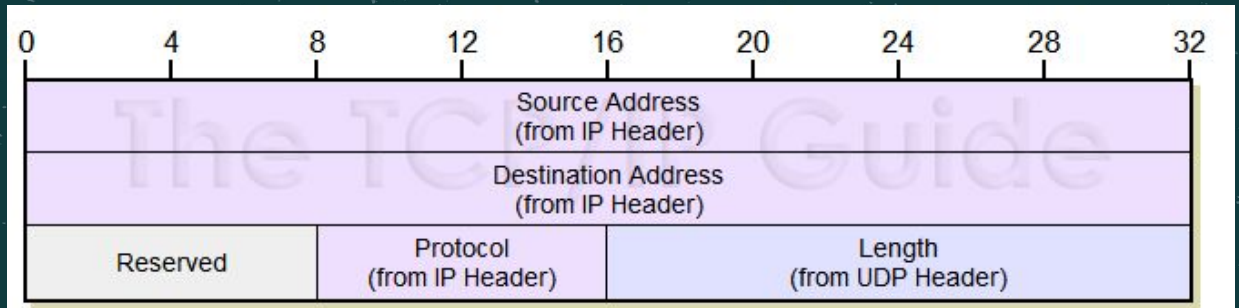 0 4 8 12 16 20 24 28 32
The TCP/IP Guide
Source Address
(from IP Header)
Destination Address
(from IP Header)
Reserved
Protocol
(from IP Header)
Length
(from UDP Header)